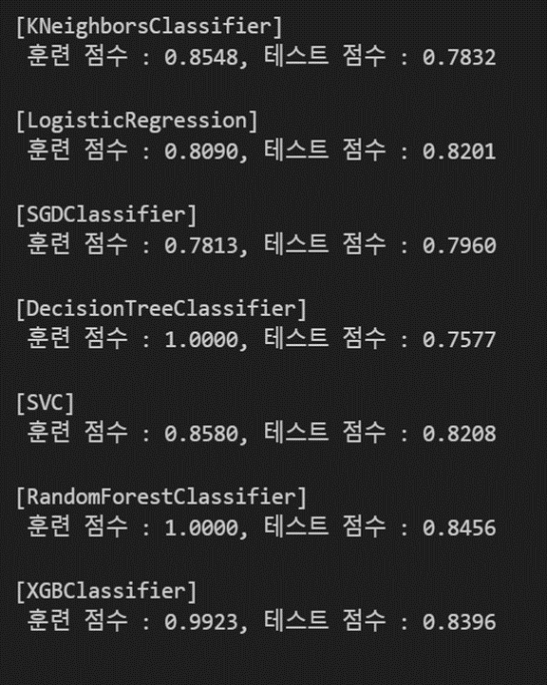 [KNeighborsClassifier]
훈련 점수 : 0.8548, 테스트 점수 : 0.7832
[LogisticRegression]
훈련 점수 : 0.8090, 테스트 점수 : 0.8201
[SGDClassifier]
훈련 점수 : 0.7813, 테스트 점수 : 0.7960
[DecisionTreeClassifier]
훈련 점수 : 1.0000, 테스트 점수 : 0.7577
[SVC]
훈련 점수 : 0.8580, 테스트 점수 : 0.8208
[RandomForestClassifier]
훈련 점수 : 1.0000, 테스트 점수 : 0.8456
[XGBClassifier]
훈련 점수 : 0.9923, 테스트 점수 : 0.8396